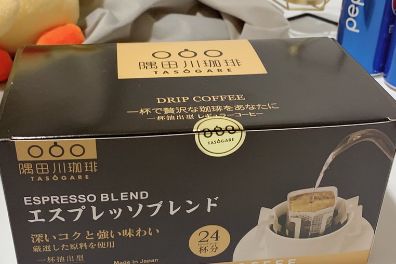 隅田川珈琲
TASOGARE
DRIP COFFEE
一杯で贅沢な珈琲をあなたに
一杯抽出型 レギュラーコーヒー
隅田川珈琲
TASOGARE
ESPRESSO BLEND
エスプレッソブレンド
深いコクと強い味わい
厳選した原料を使用
一杯抽出型
Made in Japan
24
杯分
pep